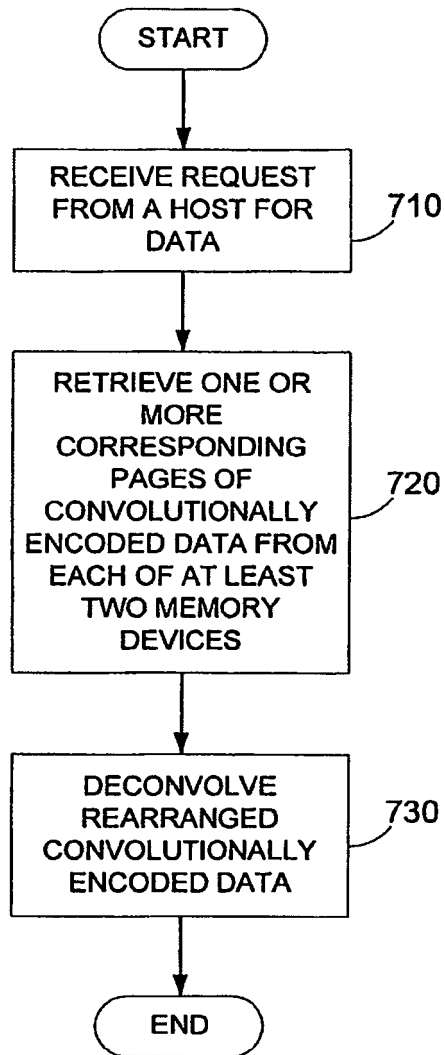 START
RECEIVE REQUEST
FROM A HOST FOR
DATA
710
RETRIEVE ONE OR
MORE
CORRESPONDING
PAGES OF
CONVOLUTIONALLY
ENCODED DATA FROM
EACH OF AT LEAST
TWO MEMORY
DEVICES
720
DECONVOLVE
REARRANGED
CONVOLUTIONALLY
ENCODED DATA
730
END